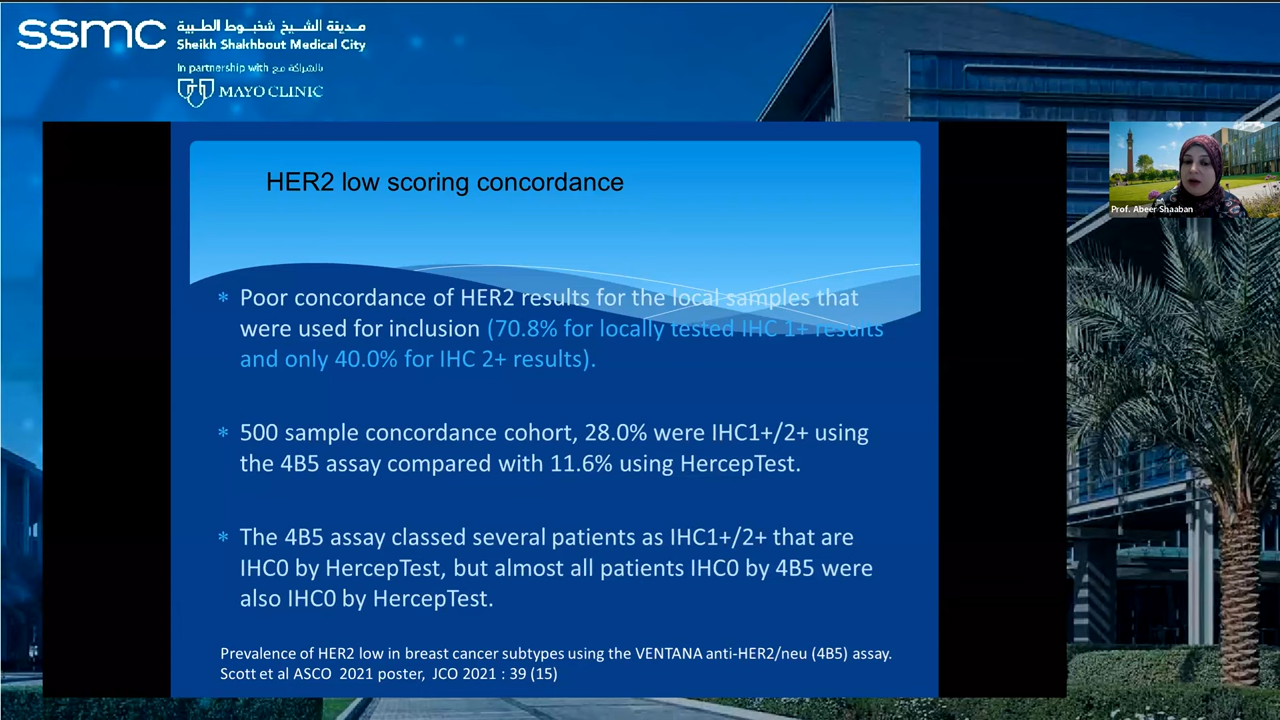 ssmc
مدينة الشيخ شخبوط الطبية
Sheikh Shakhbout Medical City
In partnership with بالشراكة مع
MAYO CLINIC
Prof. Abeer Shaaban
HER2 low scoring concordance
* Poor concordance of HER2 results for the local samples that
were used for inclusion (70.8% for locally tested IHC 1+ results
and only 40.0% for IHC 2+ results).
* 500 sample concordance cohort, 28.0% were IHC1+/2+ using
the 4B5 assay compared with 11.6% using HercepTest.
* The 4B5 assay classed several patients as IHC1+/2+ that are
IHC0 by HercepTest, but almost all patients IHC0 by 4B5 were
also IHC0 by HercepTest.
Prevalence of HER2 low in breast cancer subtypes using the VENTANA anti-HER2/neu (4B5) assay.
Scott et al ASCO 2021 poster, JCO 2021 : 39 (15)